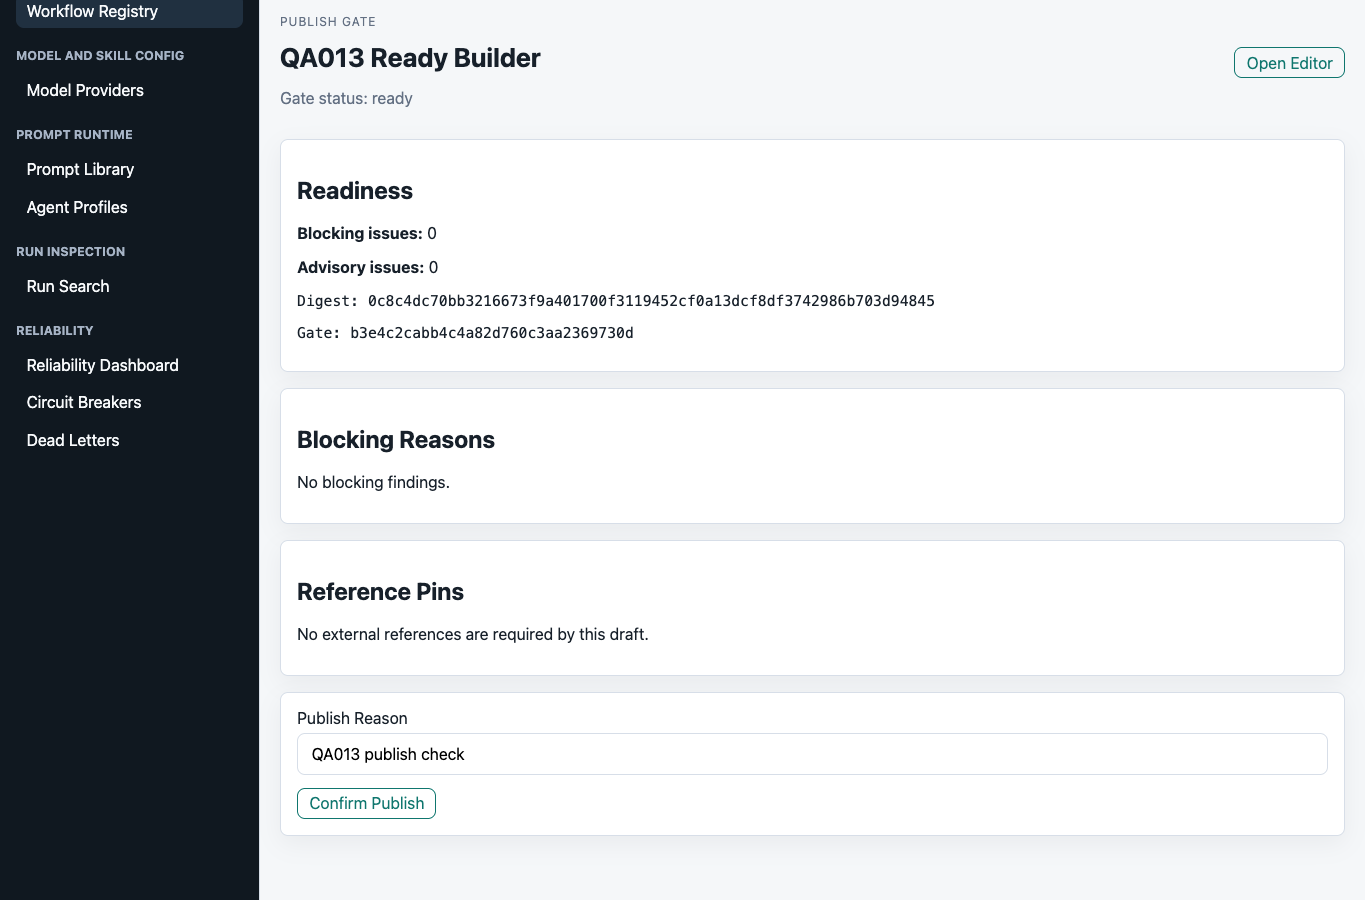 Workflow Registry
MODEL AND SKILL CONFIG
Model Providers
PROMPT RUNTIME
Prompt Library
Agent Profiles
RUN INSPECTION
Run Search
RELIABILITY
Reliability Dashboard
Circuit Breakers
Dead Letters
PUBLISH GATE
QA013 Ready Builder
Open Editor
Gate status: ready
Readiness
Blocking issues: 0
Advisory issues: 0
Digest: 0c8c4dc70bb3216673f9a401700f3119452cf0a13dcf8df3742986b703d94845
Gate: b3e4c2cabb4c4a82d760c3aa2369730d
Blocking Reasons
No blocking findings.
Reference Pins
No external references are required by this draft.
Publish Reason
QA013 publish check
Confirm Publish